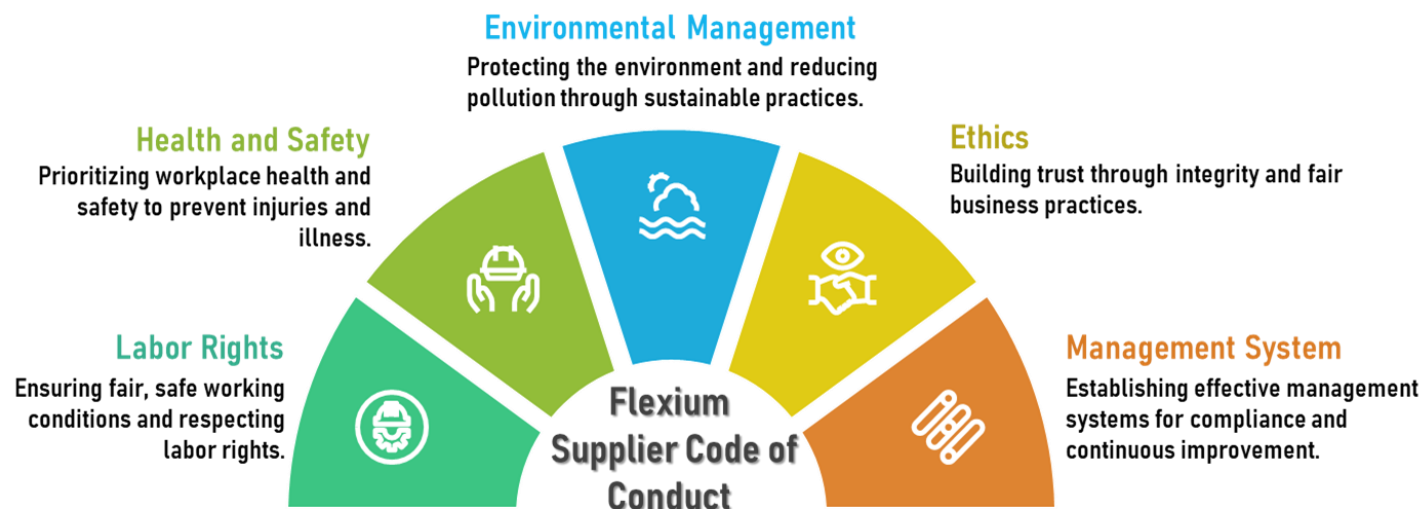 Environmental Management
Protecting the environment and reducing
pollution through sustainable practices.
Health and Safety
Prioritizing workplace health and
safety to prevent injuries and
illness.
Ethics
Building trust through integrity and fair
business practices.
Labor Rights
Ensuring fair, safe working
conditions and respecting
labor rights.
Management System
Establishing effective management
systems for compliance and
continuous improvement.
Flexium
Supplier Code of
Conduct